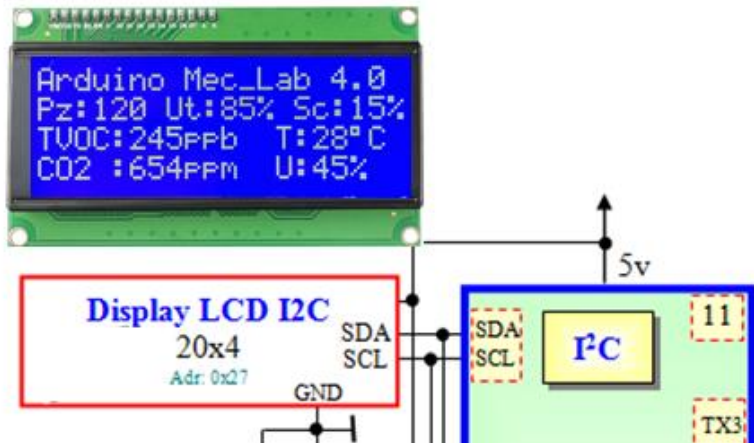 Arduino Mec_Lab 4.0
Pz:120 Ut:85% Sc:15%
TVOC:245ppb T:28°C
CO2 :654ppm U:45%
5v
Display LCD I2C
20x4
Adr: 0x27
SDA
SCL
GND
SDA
SCL
I²C
11
TX3